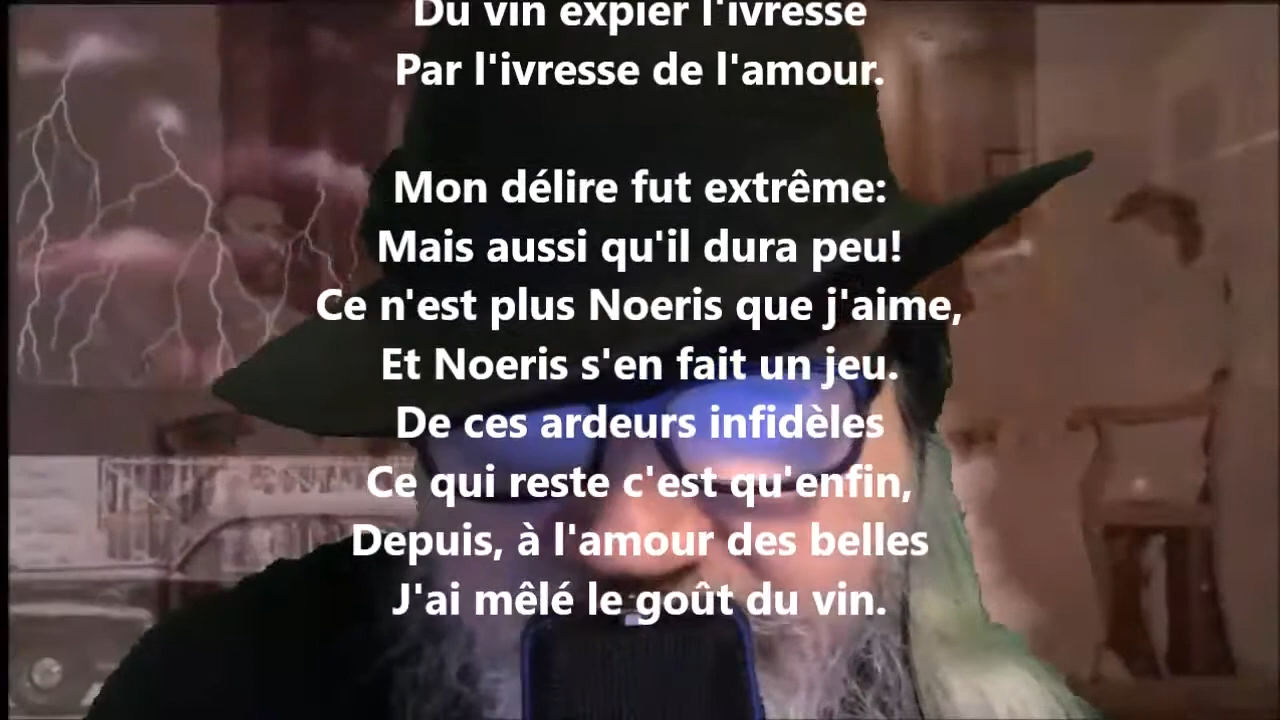 Du vin expier l'ivresse
Par l'ivresse de l'amour.
Mon délire fut extrême:
Mais aussi qu'il dura peu!
Ce n'est plus Noeris que j'aime,
Et Noeris s'en fait un jeu.
De ces ardeurs infidèles
Ce qui reste c'est qu'enfin,
Depuis, à l'amour des belles
J'ai mêlé le goût du vin.